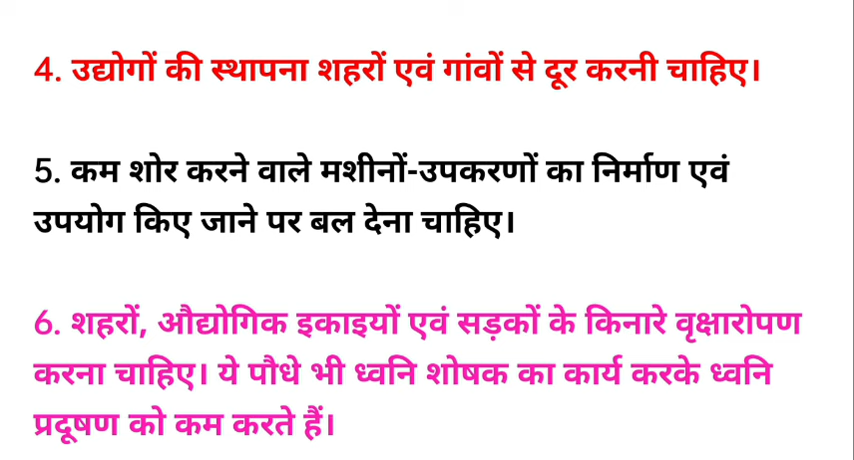 4. उद्योगों की स्थापना शहरों एवं गांवों से दूर करनी चाहिए।
5. कम शोर करने वाले मशीनों-उपकरणों का निर्माण एवं
उपयोग किए जाने पर बल देना चाहिए।
6. शहरों, औद्योगिक इकाइयों एवं सड़कों के किनारे वृक्षारोपण
करना चाहिए। ये पौधे भी ध्वनि शोषक का कार्य करके ध्वनि
प्रदूषण को कम करते हैं।